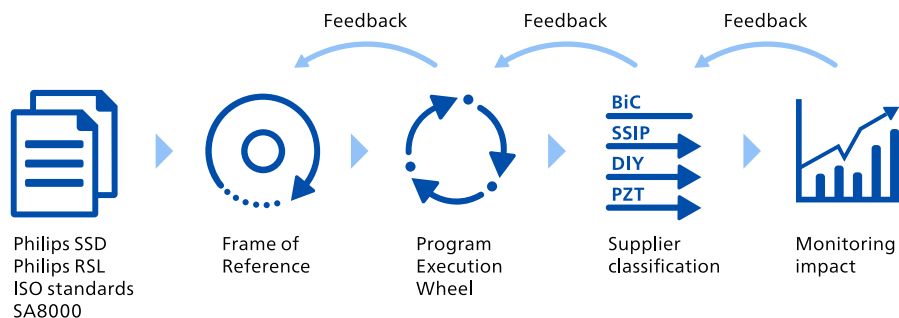 Feedback
Feedback
Feedback
BiC
SSIP
DIY
PZT
Philips SSD
Philips RSL
ISO standards
SA8000
Frame of
Reference
Program
Execution
Wheel
Supplier
classification
Monitoring
impact